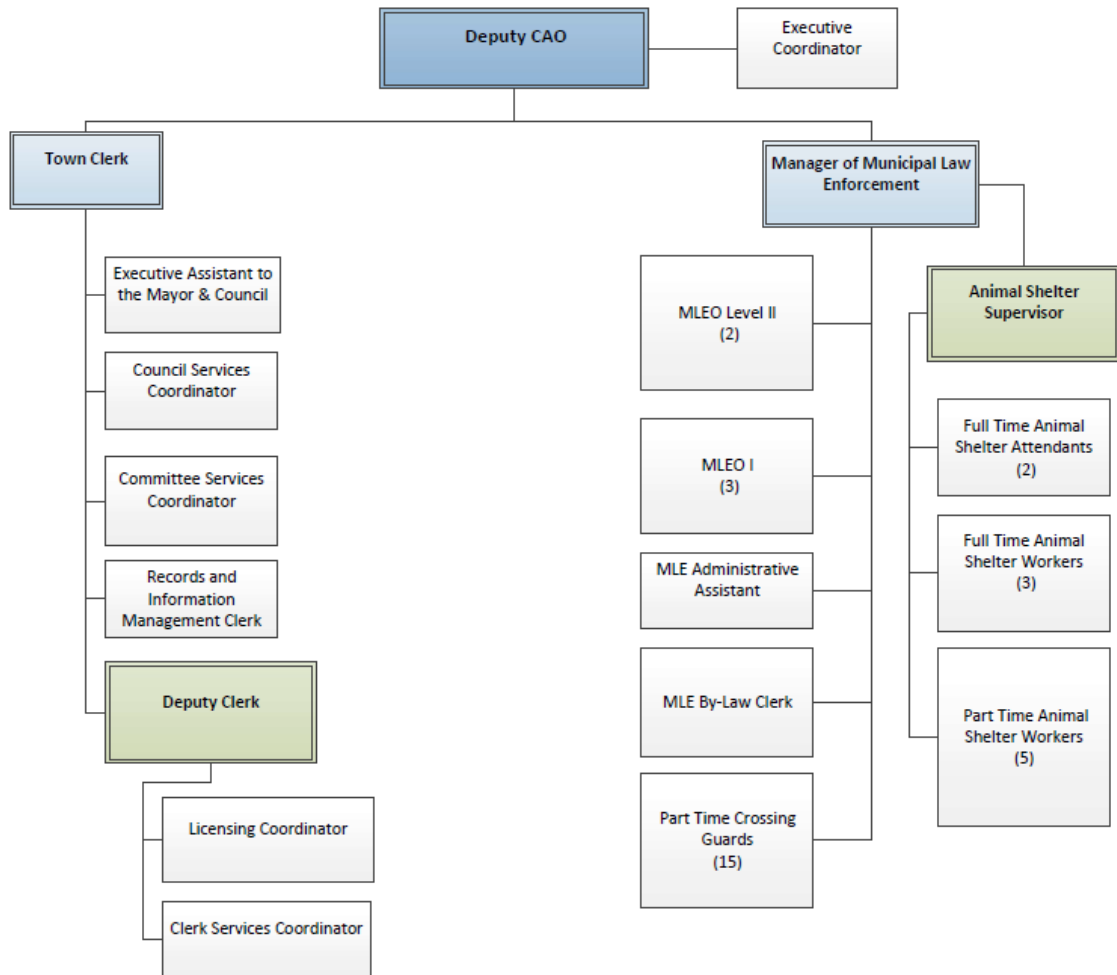 Deputy CAO
Executive
Coordinator
Town Clerk
Manager of Municipal Law
Enforcement
Executive Assistant to
the Mayor & Council
Council Services
Coordinator
Committee Services
Coordinator
Records and
Information
Management Clerk
Deputy Clerk
Licensing Coordinator
Clerk Services Coordinator
MLEO Level II
(2)
MLEO I
(3)
MLE Administrative
Assistant
MLE By-Law Clerk
Part Time Crossing
Guards
(15)
Animal Shelter
Supervisor
Full Time Animal
Shelter Attendants
(2)
Full Time Animal
Shelter Workers
(3)
Part Time Animal
Shelter Workers
(5)